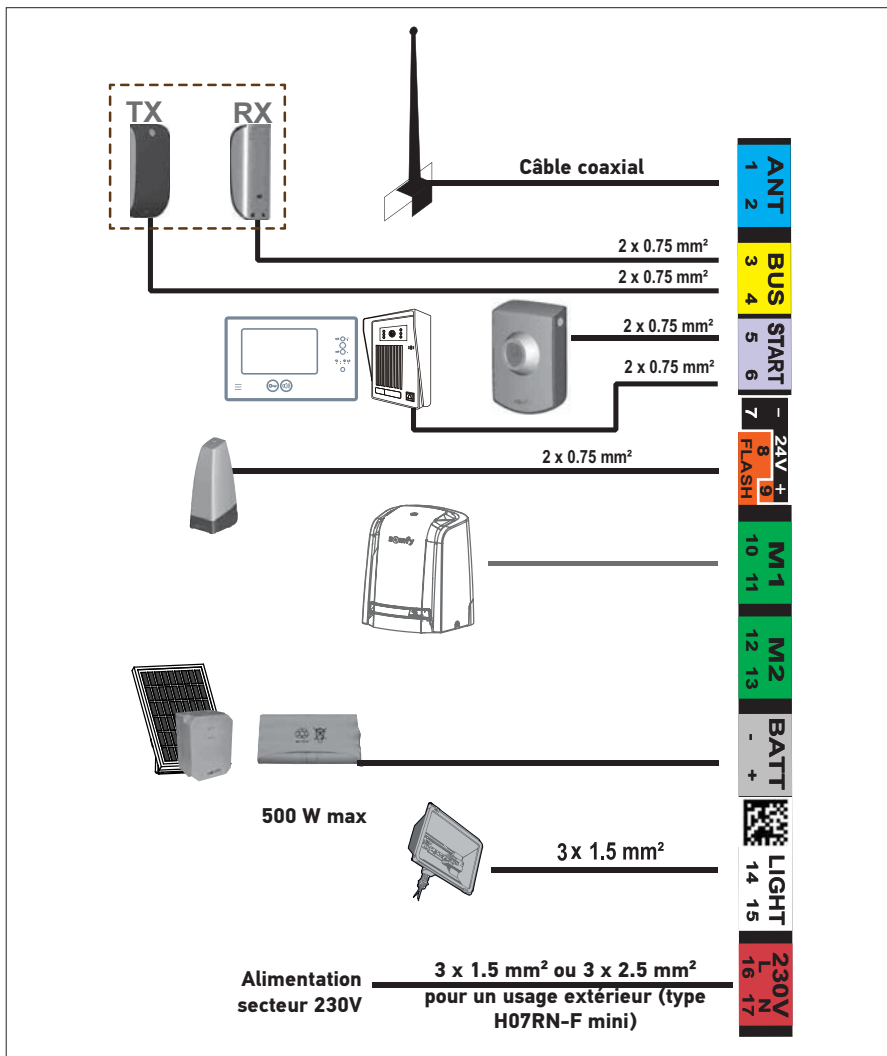 TX RX
Câble coaxial
ANT
1 2
2 x 0.75 mm²
2 x 0.75 mm²
BUS
3 4
2 x 0.75 mm²
2 x 0.75 mm²
START
5 6
2 x 0.75 mm²
- 24V +
7 8 9
FLASH
somfy
M1
10 11
M2
12 13
BATT
- +
500 W max
3 x 1.5 mm²
LIGHT
14 15
Alimentation
secteur 230V
3 x 1.5 mm² ou 3 x 2.5 mm²
pour un usage extérieur (type
H07RN-F mini)
230V
L N
16 17